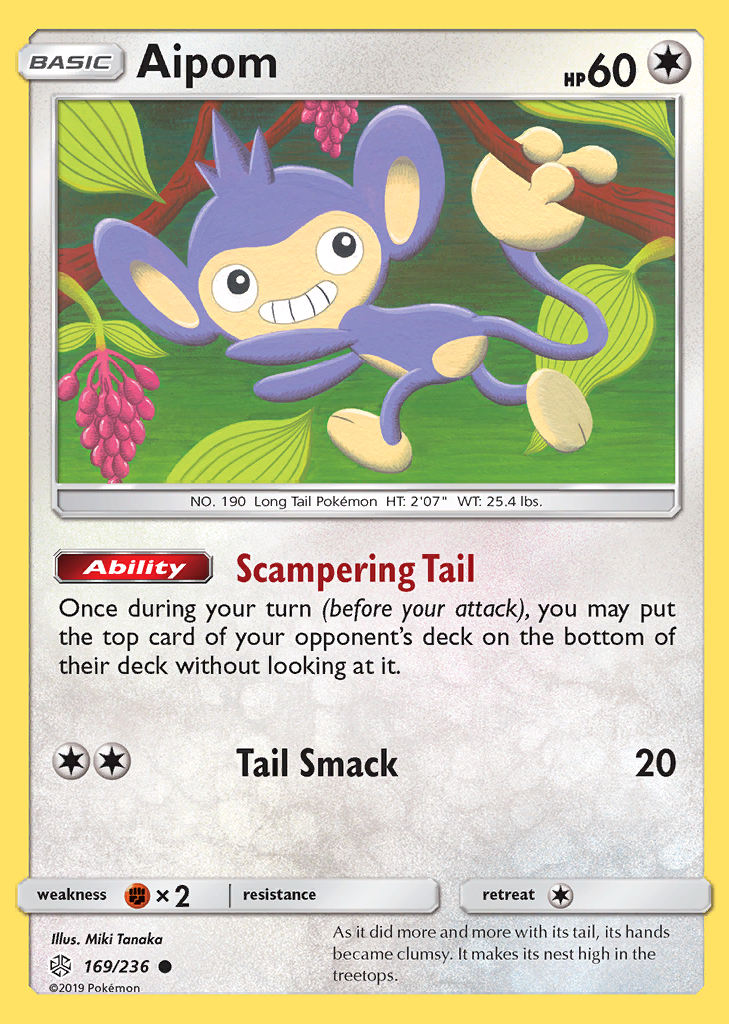 BASIC Aipom HP60
NO. 190 Long Tail Pokémon HT: 2'07" WT: 25.4 lbs.
Ability Scampering Tail
Once during your turn (before your attack), you may put
the top card of your opponent's deck on the bottom of
their deck without looking at it.
Tail Smack 20
weakness ×2 resistance retreat
Illus. Miki Tanaka
169/236
©2019 Pokémon
As it did more and more with its tail, its hands
became clumsy. It makes its nest high in the
treetops.